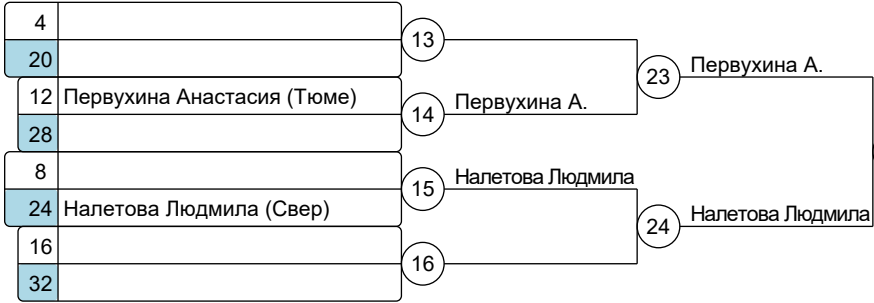 4
20
13
12 Первухина Анастасия (Тюме)
28
14
Первухина А.
23
Первухина А.
8
24 Налетова Людмила (Свер)
15
Налетова Людмила
16
32
16
24
Налетова Людмила